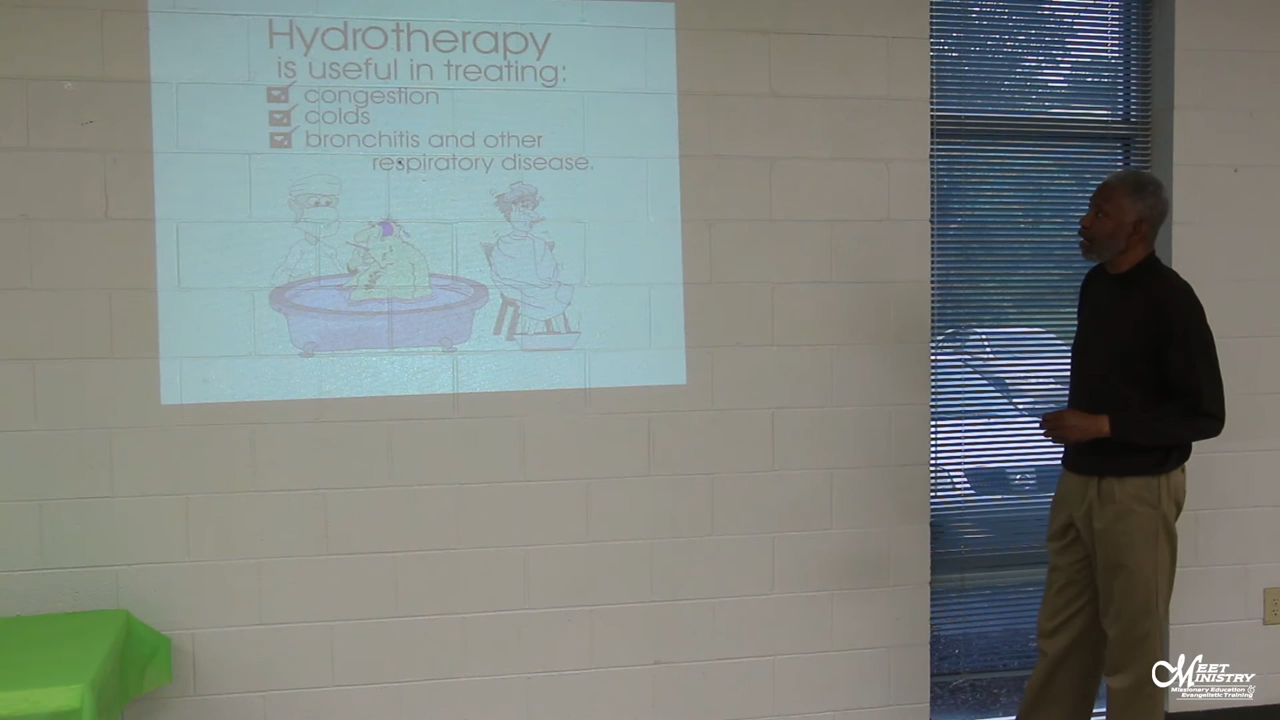 Hydrotherapy
is useful in treating:
congestion
colds
bronchitis and other
respiratory disease.
MEET
MINISTRY
Missionary Education &
Evangelistic Training